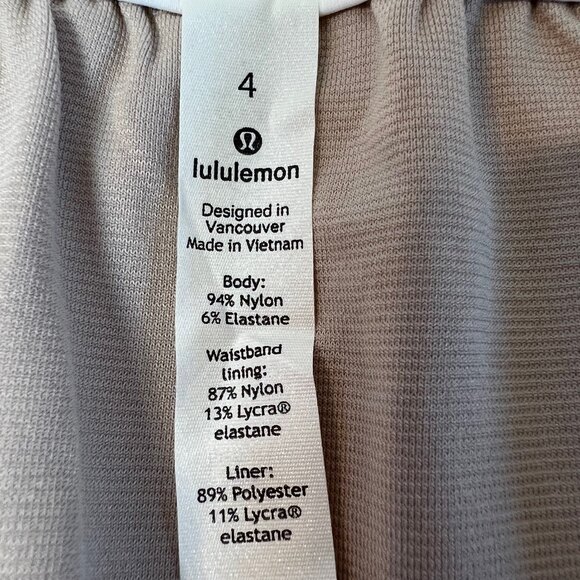 4
lululemon
Designed in
Vancouver
Made in Vietnam
Body:
94% Nylon
6% Elastane
Waistband
lining:
87% Nylon
13% Lycra®
elastane
Liner:
89% Polyester
11% Lycra®
elastane